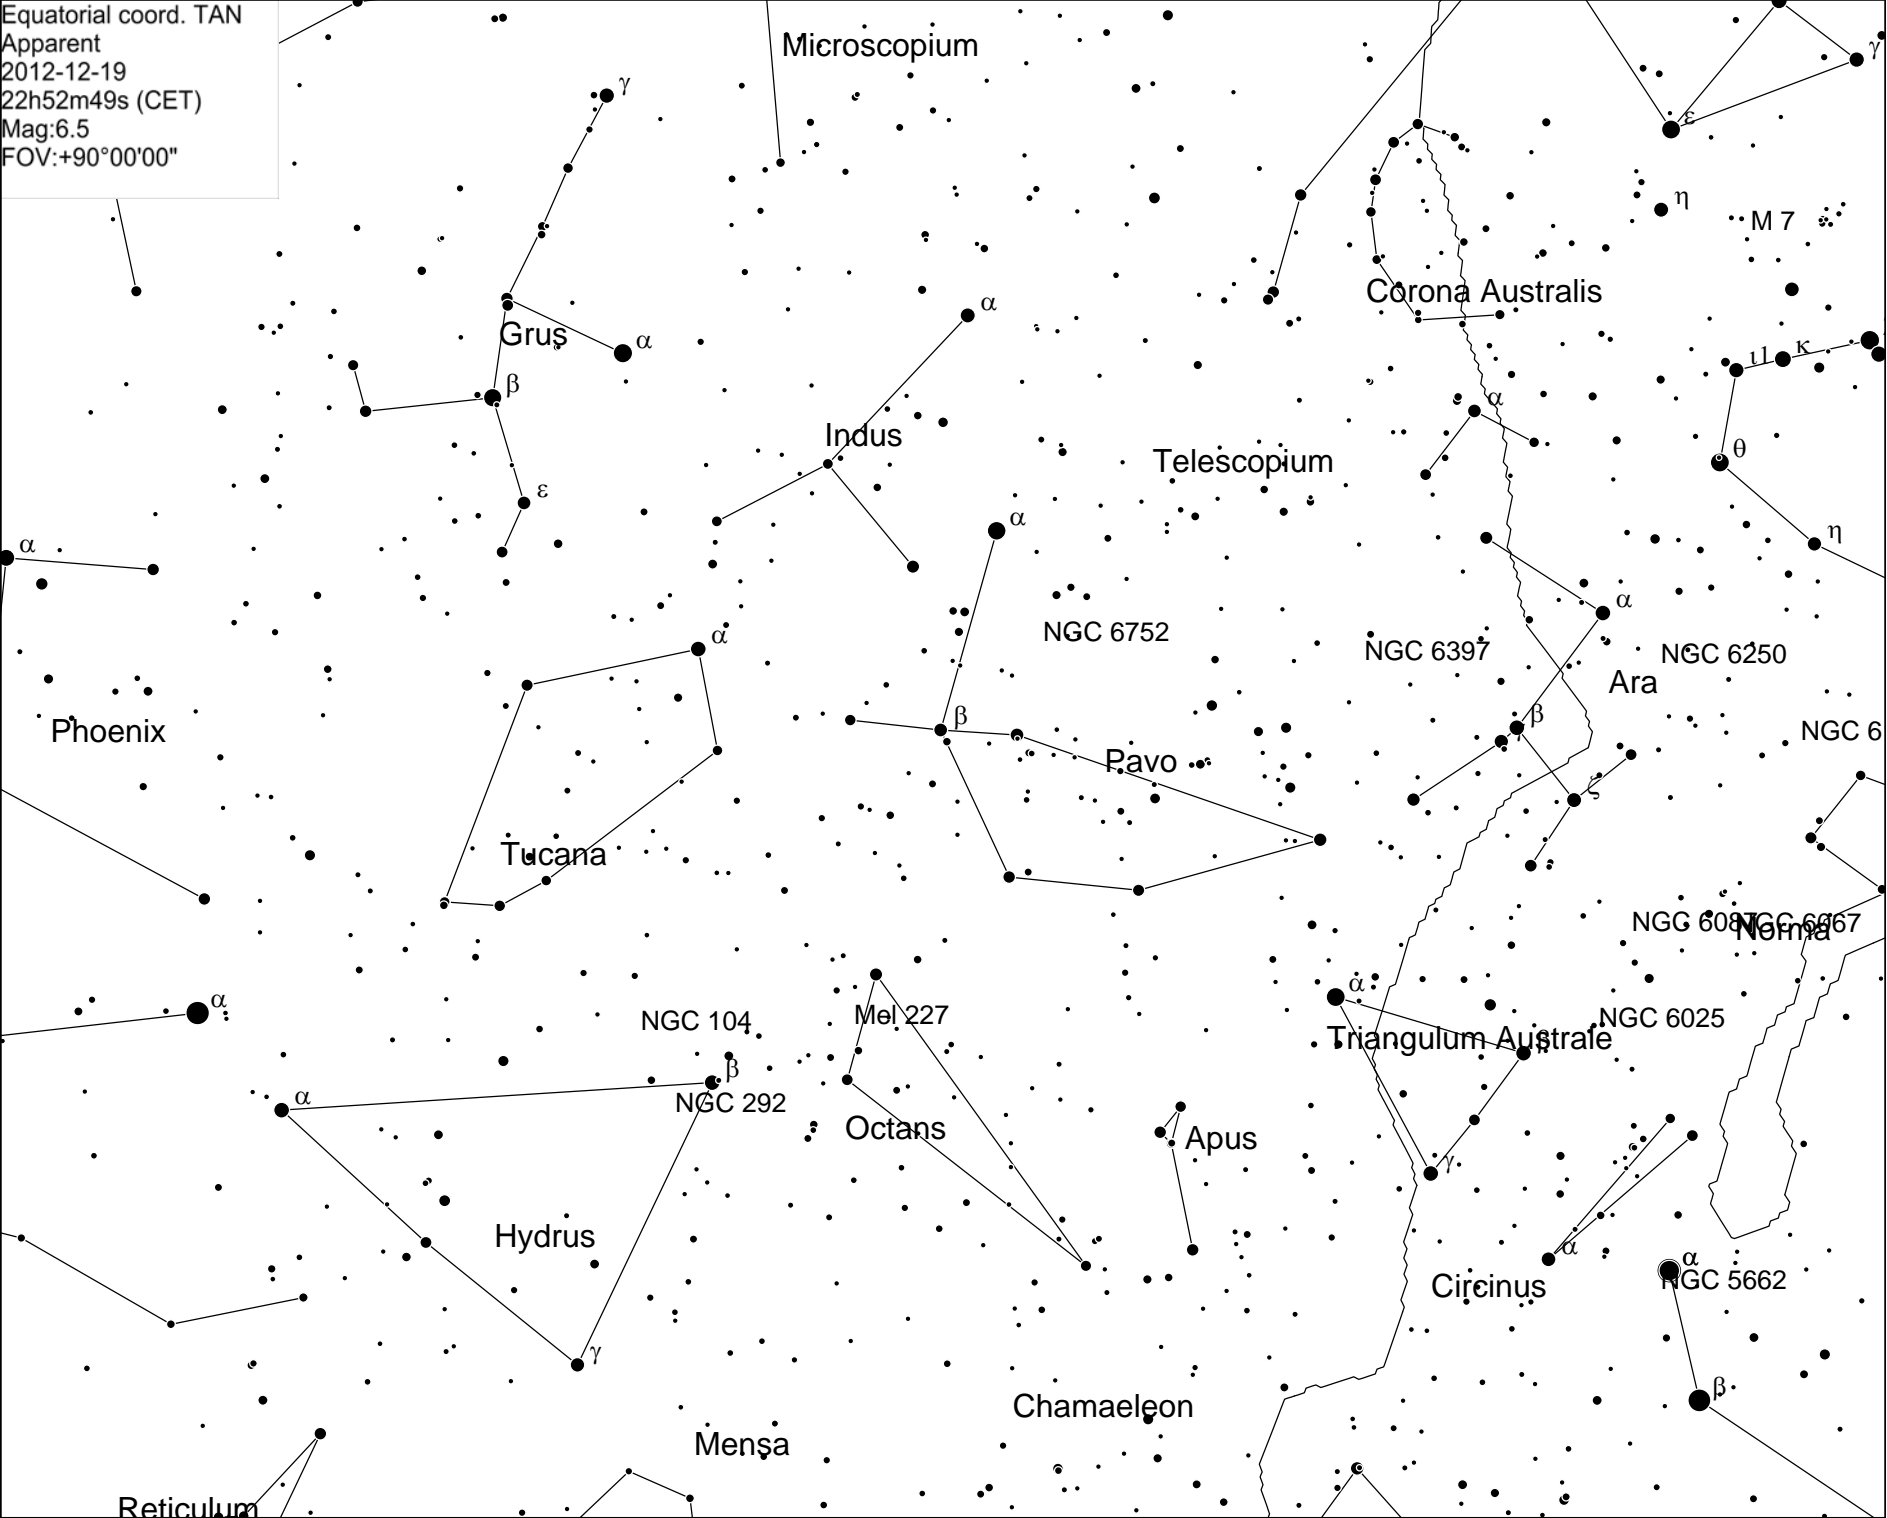 Equatorial coord. TAN
Apparent
2012-12-19
22h52m49s (CET)
Mag:6.5
FOV:+90°00'00"
Microscopium
γ
γ
ε
η
M 7
Corona Australis
α
Grus
α
ι1
κ
β
α
Indus
θ
Telescopium
ε
α
η
α
α
NGC 6752
α
NGC 6397
NGC 6250
Ara
β
β
Phoenix
NGC 6
Pavo
γ
ζ
Tucana
NGC 6087
NGC 6067
Norma
α
α
Mel 227
NGC 104
NGC 6025
Triangulum Australe
β
β
α
NGC 292
Octans
Apus
γ
Hydrus
α
α
Circinus
NGC 5662
γ
β
Chamaeleon
Mensa
Reticulum